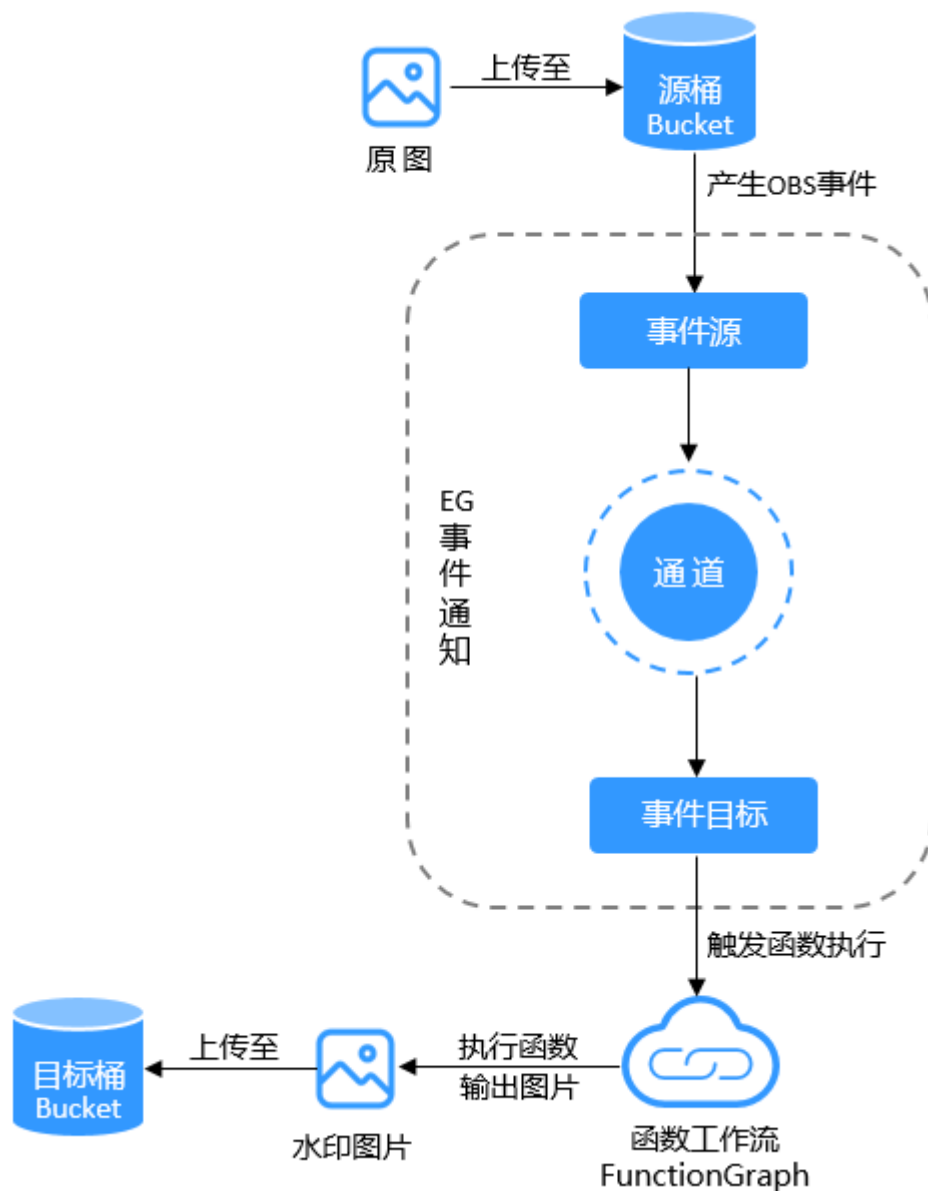 上传至
源桶
Bucket
原图
产生OBS事件
事件源
EG
事
件
通
知
通道
事件目标
触发函数执行
目标桶
Bucket
上传至
水印图片
执行函数
输出图片
函数工作流
FunctionGraph